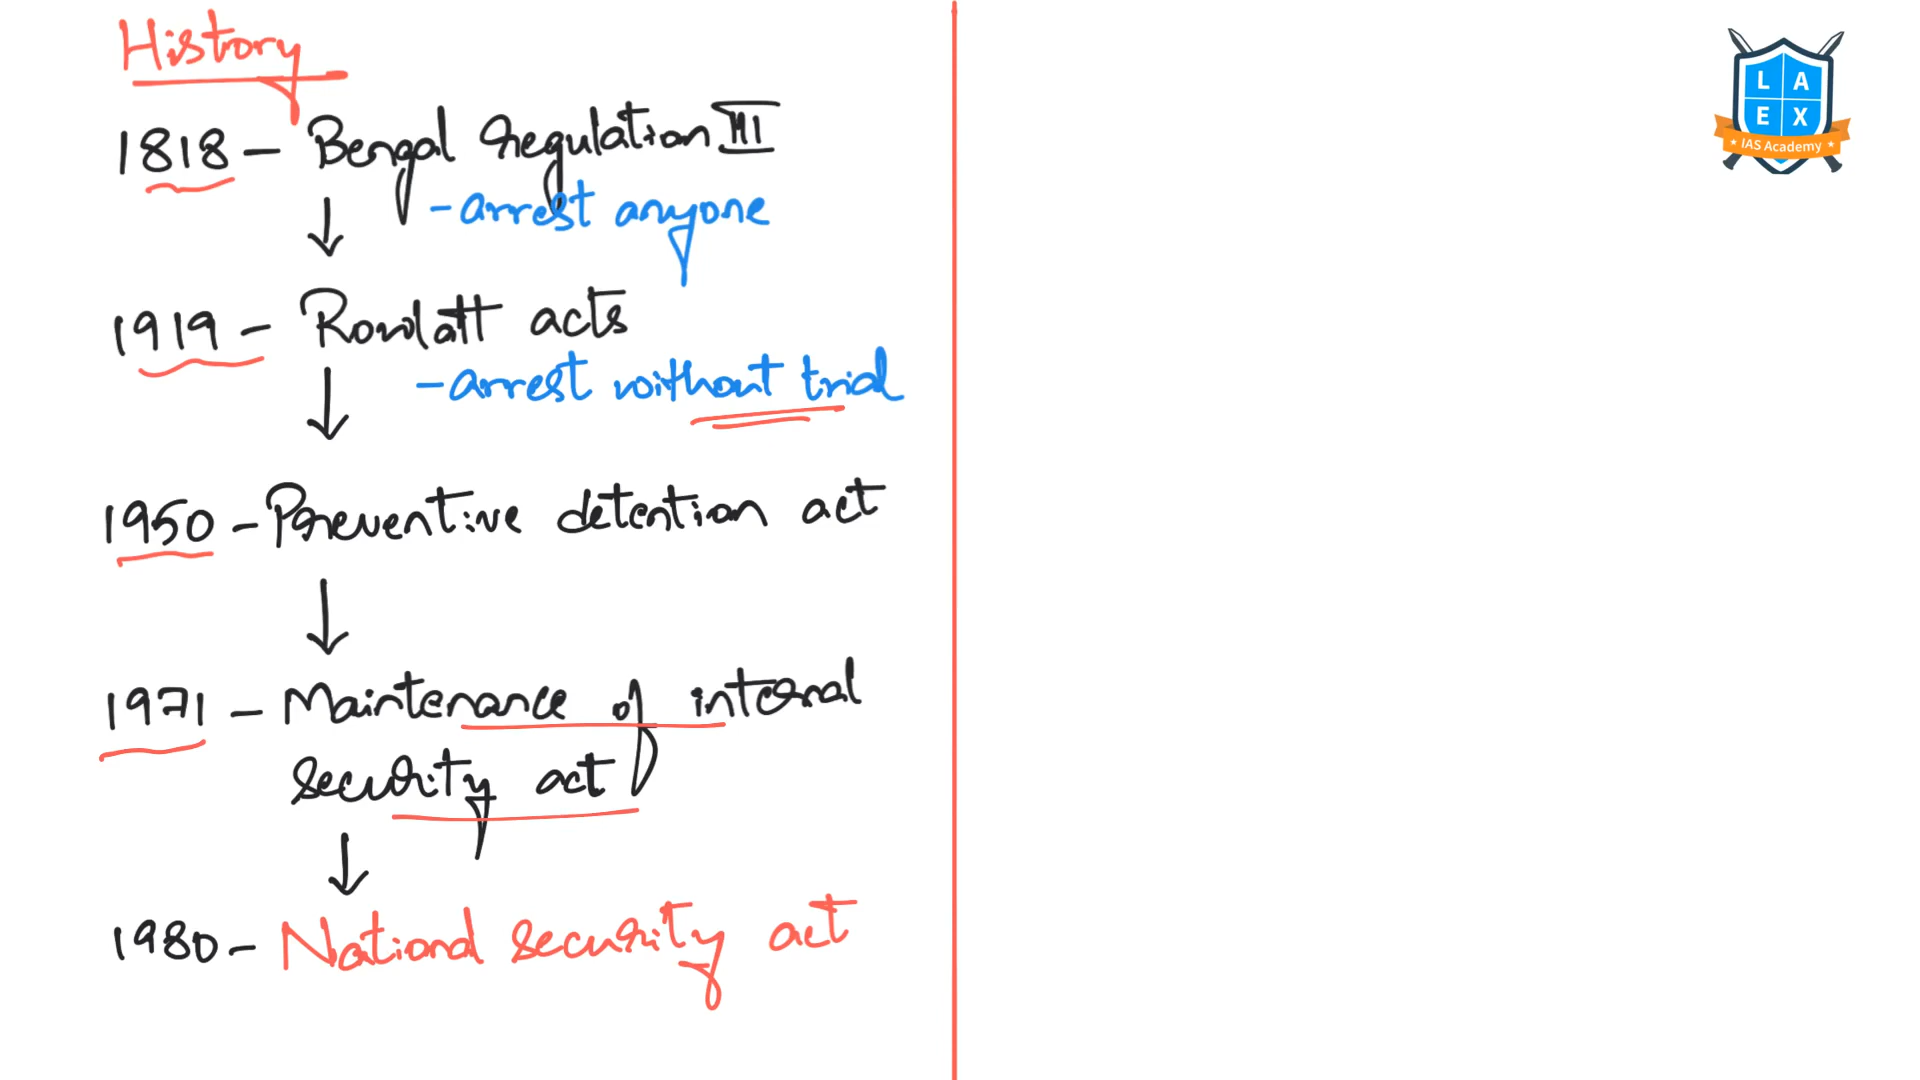 History
1818 - Bengal Regulation III
- arrest anyone
1919 - Rowlatt acts
- arrest without trial
1950 - Preventive detention act
1971 - Maintenance of internal
security act
1980 - National security act
L A
E X
IAS Academy